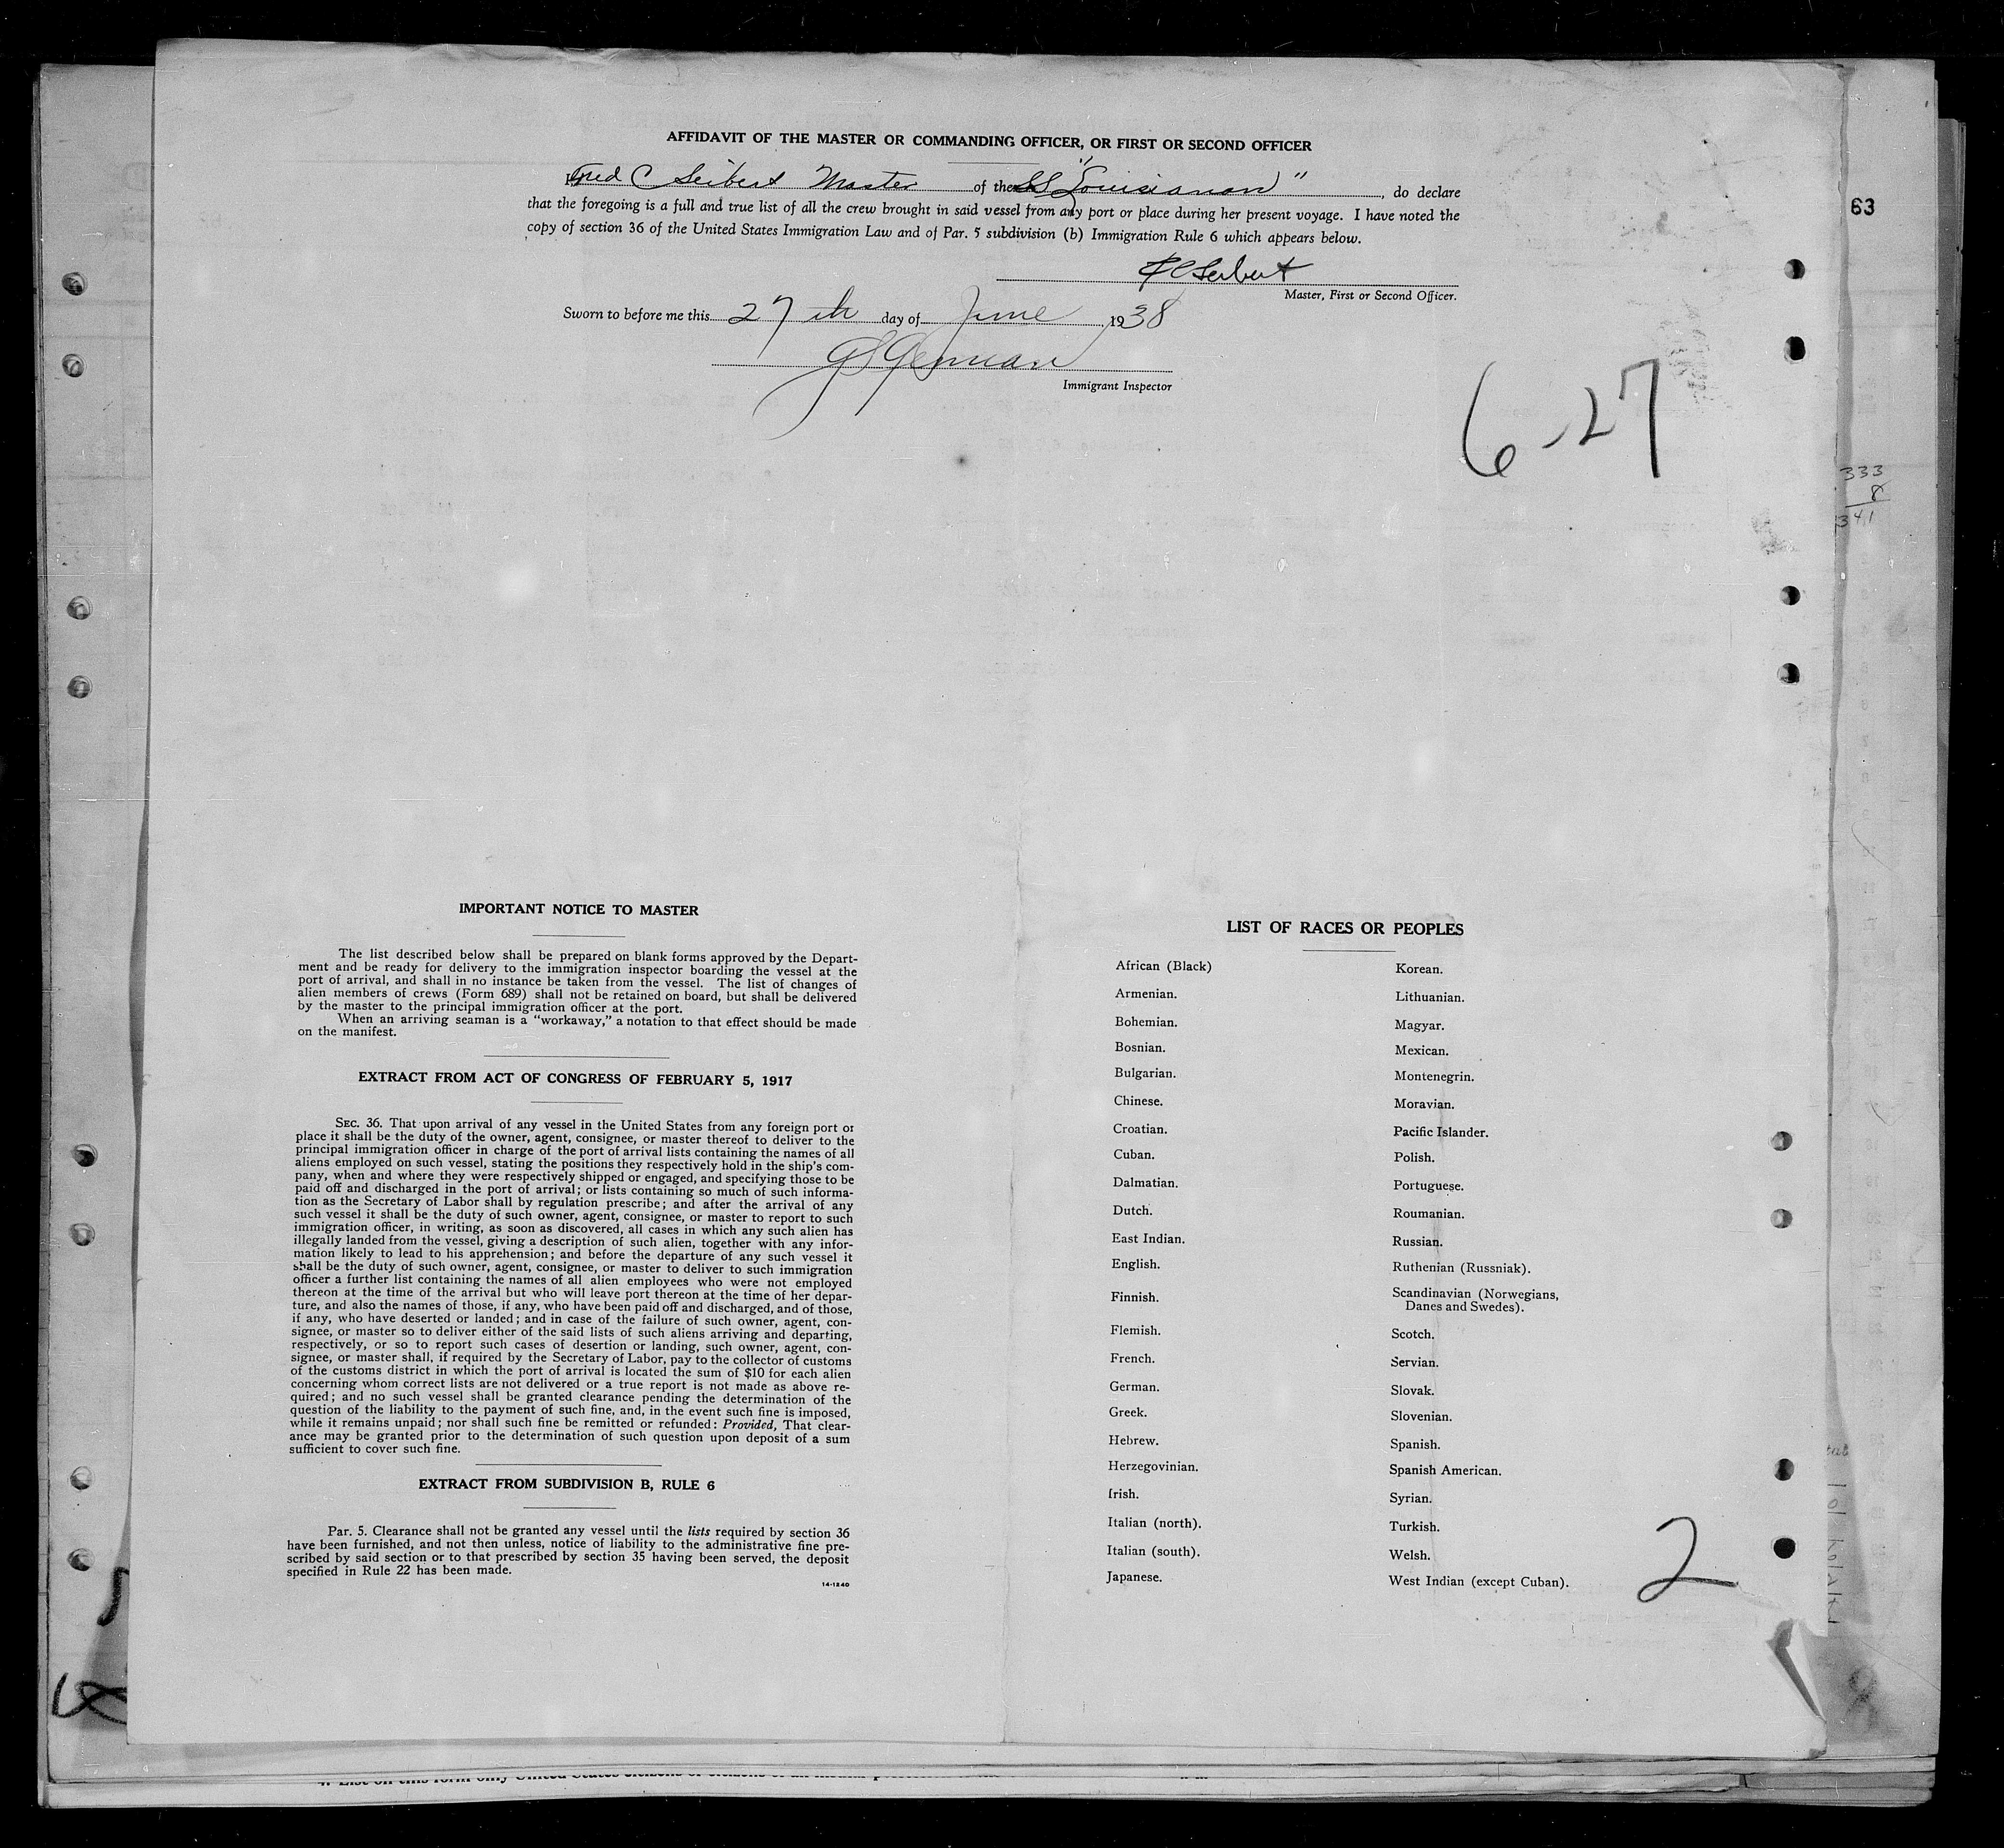 AFFIDAVIT OF THE MASTER OR COMMANDING OFFICER, OR FIRST OR SECOND OFFICER
Fred C Seibert Master of the SS "Louisianan", do declare
that the foregoing is a full and true list of all the crew brought in said vessel from any port or place during her present voyage. I have noted the
copy of section 36 of the United States Immigration Law and of Par. 5 subdivision (b) Immigration Rule 6 which appears below.
63
FC Seibert
Master, First or Second Officer.
Sworn to before me this 27th day of June, 1938
Immigrant Inspector
6-27
333
8
341
IMPORTANT NOTICE TO MASTER
The list described below shall be prepared on blank forms approved by the Depart-
ment and be ready for delivery to the immigration inspector boarding the vessel at the
port of arrival, and shall in no instance be taken from the vessel. The list of changes of
alien members of crews (Form 689) shall not be retained on board, but shall be delivered
by the master to the principal immigration officer at the port.
When an arriving seaman is a "workaway," a notation to that effect should be made
on the manifest.
EXTRACT FROM ACT OF CONGRESS OF FEBRUARY 5, 1917
SEC. 36. That upon arrival of any vessel in the United States from any foreign port or
place it shall be the duty of the owner, agent, consignee, or master thereof to deliver to the
principal immigration officer in charge of the port of arrival lists containing the names of all
aliens employed on such vessel, stating the positions they respectively hold in the ship's com-
pany, when and where they were respectively shipped or engaged, and specifying those to be
paid off and discharged in the port of arrival; or lists containing so much of such informa-
tion as the Secretary of Labor shall by regulation prescribe; and after the arrival of any
such vessel it shall be the duty of such owner, agent, consignee, or master to report to such
immigration officer, in writing, as soon as discovered, all cases in which any such alien has
illegally landed from the vessel, giving a description of such alien, together with any infor-
mation likely to lead to his apprehension; and before the departure of any such vessel it
shall be the duty of such owner, agent, consignee, or master to deliver to such immigration
officer a further list containing the names of all alien employees who were not employed
thereon at the time of the arrival but who will leave port thereon at the time of her depar-
ture, and also the names of those, if any, who have been paid off and discharged, and of those,
if any, who have deserted or landed; and in case of the failure of such owner, agent, con-
signee, or master so to deliver either of the said lists of such aliens arriving and departing,
respectively, or so to report such cases of desertion or landing, such owner, agent, con-
signee, or master shall, if required by the Secretary of Labor, pay to the collector of customs
of the customs district in which the port of arrival is located the sum of $10 for each alien
concerning whom correct lists are not delivered or a true report is not made as above re-
quired; and no such vessel shall be granted clearance pending the determination of the
question of the liability to the payment of such fine, and, in the event such fine is imposed,
while it remains unpaid; nor shall such fine be remitted or refunded: Provided, That clear-
ance may be granted prior to the determination of such question upon deposit of a sum
sufficient to cover such fine.
EXTRACT FROM SUBDIVISION B, RULE 6
Par. 5. Clearance shall not be granted any vessel until the lists required by section 36
have been furnished, and not then unless, notice of liability to the administrative fine pre-
scribed by said section or to that prescribed by section 35 having been served, the deposit
specified in Rule 22 has been made.
14-1240
LIST OF RACES OR PEOPLES
African (Black)
Armenian.
Bohemian.
Bosnian.
Bulgarian.
Chinese.
Croatian.
Cuban.
Dalmatian.
Dutch.
East Indian.
English.
Finnish.
Flemish.
French.
German.
Greek.
Hebrew.
Herzegovinian.
Irish.
Italian (north).
Italian (south).
Japanese.
Korean.
Lithuanian.
Magyar.
Mexican.
Montenegrin.
Moravian.
Pacific Islander.
Polish.
Portuguese.
Roumanian.
Russian.
Ruthenian (Russniak).
Scandinavian (Norwegians,
Danes and Swedes).
Scotch.
Servian.
Slovak.
Slovenian.
Spanish.
Spanish American.
Syrian.
Turkish.
Welsh.
West Indian (except Cuban).
2